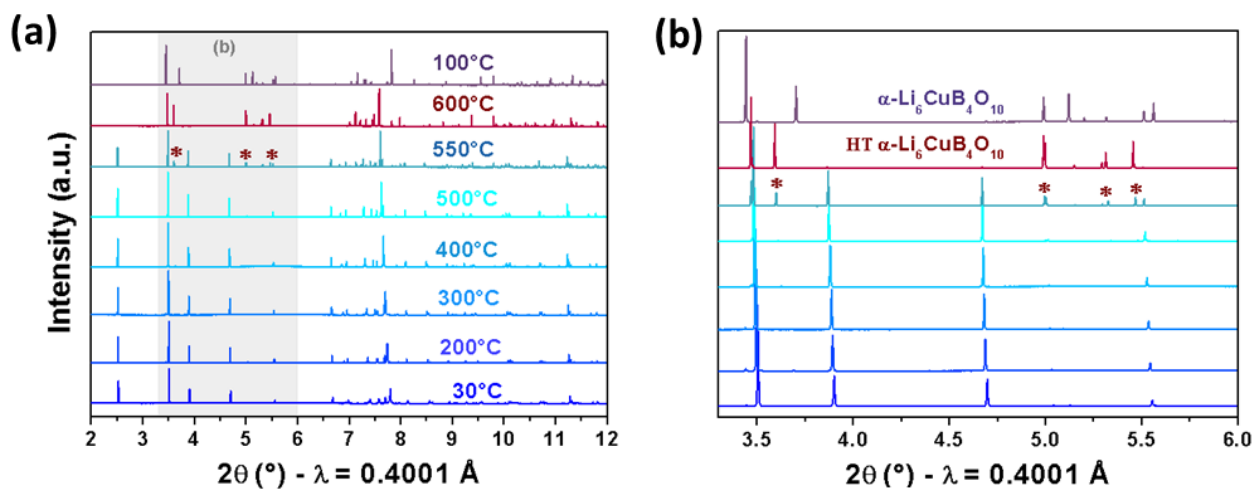 (a)
(b)
100°C
600°C
550°C
* * *
500°C
400°C
300°C
200°C
30°C
Intensity (a.u.)
2 3 4 5 6 7 8 9 10 11 12
2θ (°) - λ = 0.4001 Å
(b)
α-Li₆CuB₄O₁₀
HT α-Li₆CuB₄O₁₀
* * * *
3.5 4.0 4.5 5.0 5.5 6.0
2θ (°) - λ = 0.4001 Å